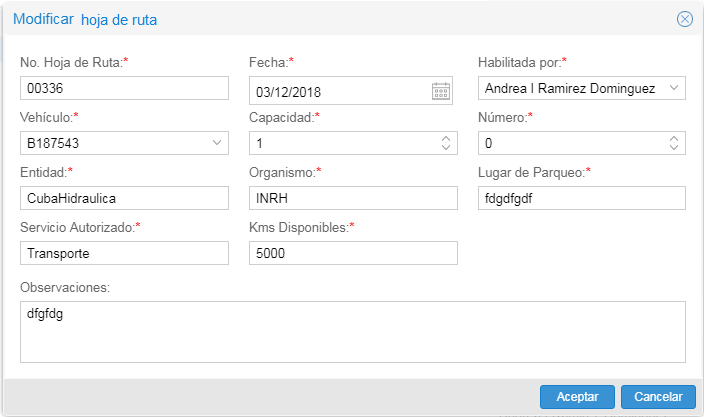 Modificar hoja de ruta
No. Hoja de Ruta:* Fecha:* Habilitada por:*
00336 03/12/2018 Andrea I Ramirez Dominguez
Vehículo:* Capacidad:* Número:*
B187543 1 0
Entidad:* Organismo:* Lugar de Parqueo:*
CubaHidraulica INRH fdgdfgdf
Servicio Autorizado:* Kms Disponibles:*
Transporte 5000
Observaciones:
dfgfdg
Aceptar Cancelar